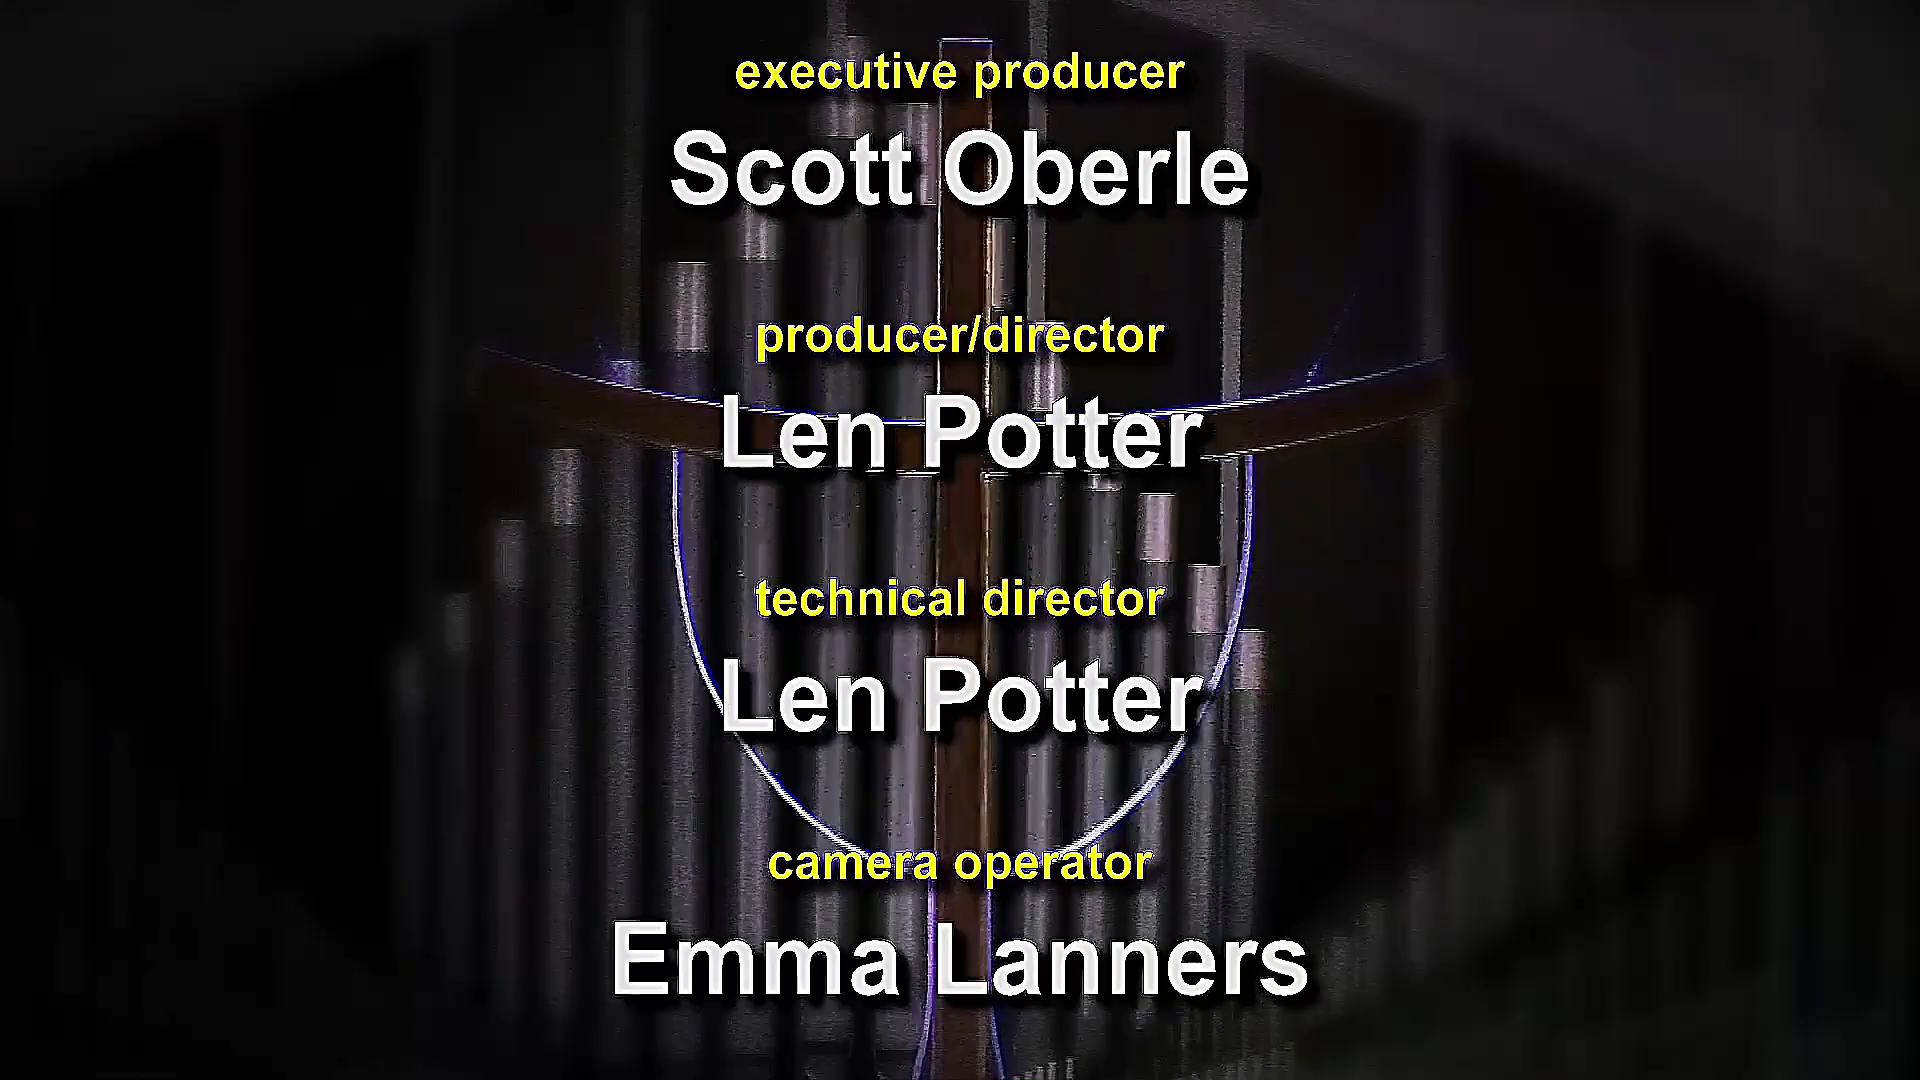 executive producer
Scott Oberle
producer/director
Len Potter
technical director
Len Potter
camera operator
Emma Lanners